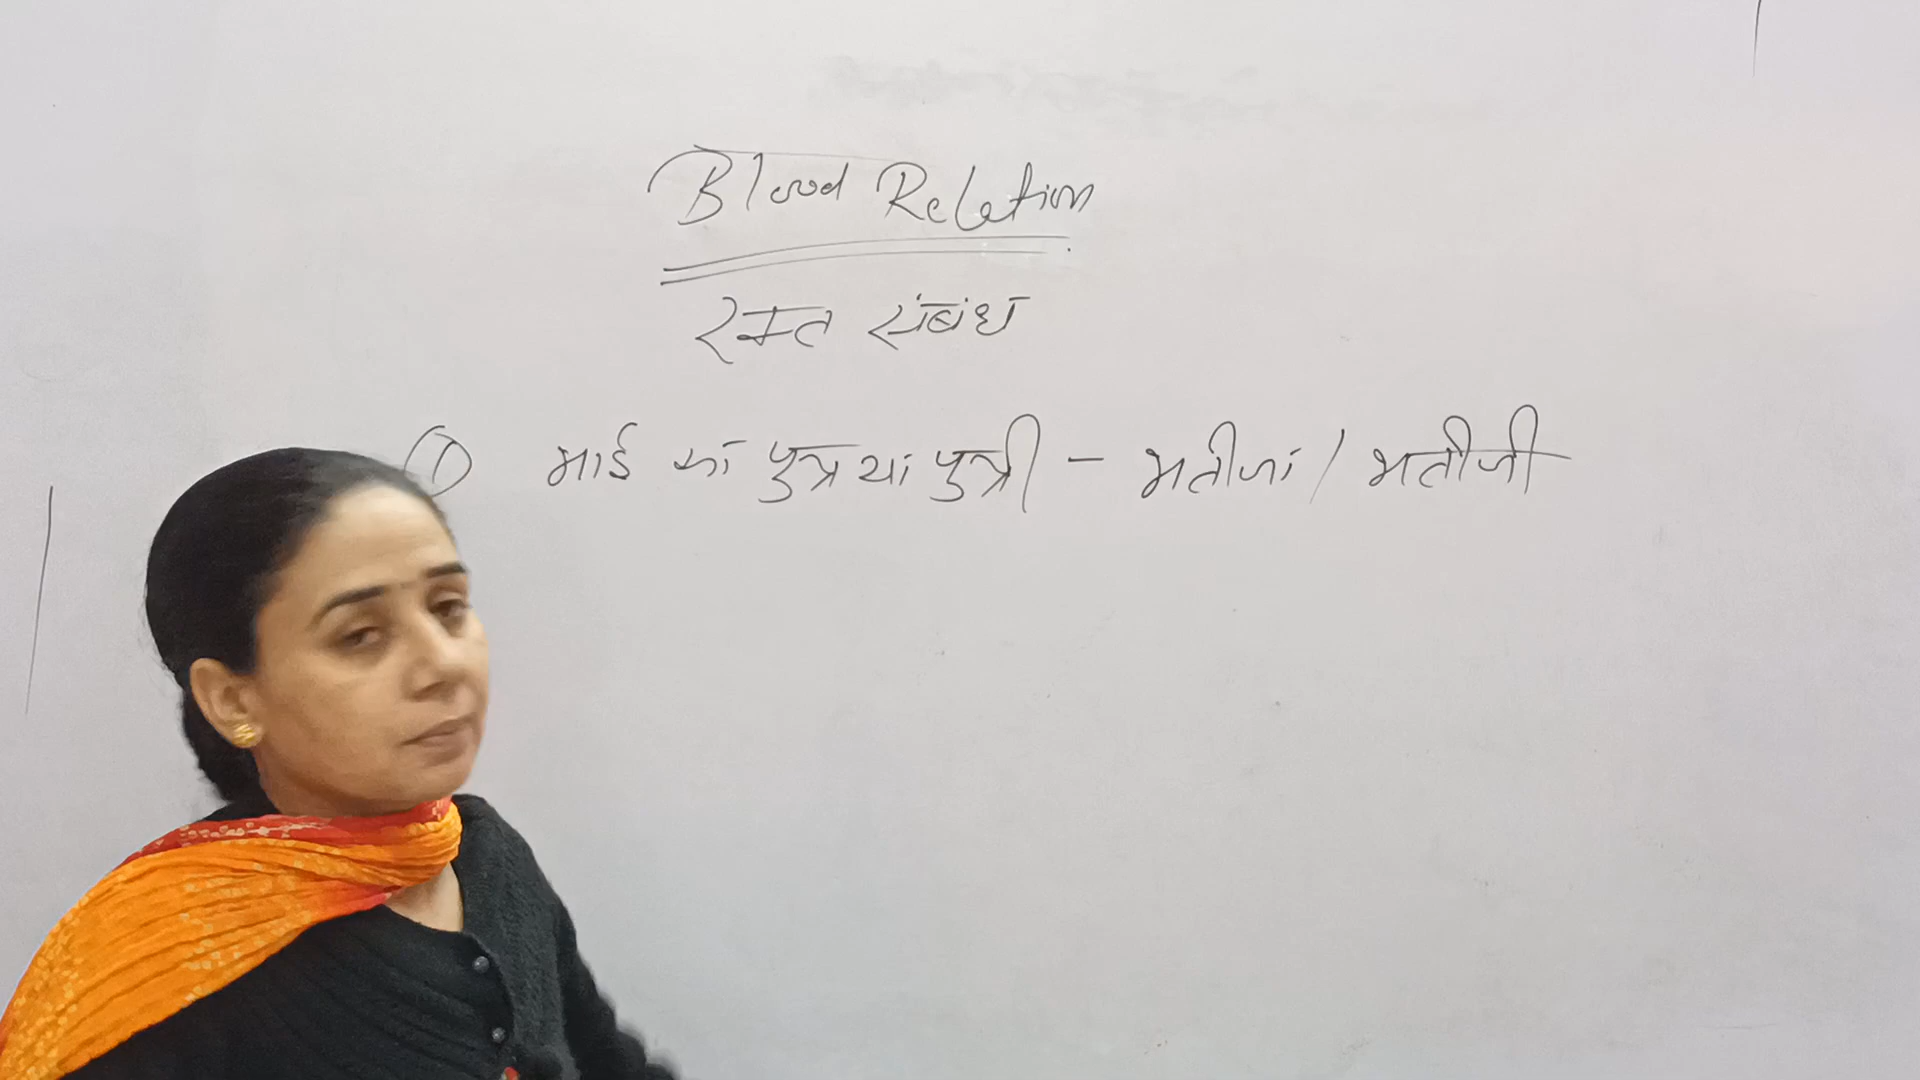 Blood Relation
रक्त संबंध
① भाई का पुत्र या पुत्री - भतीजा / भतीजी